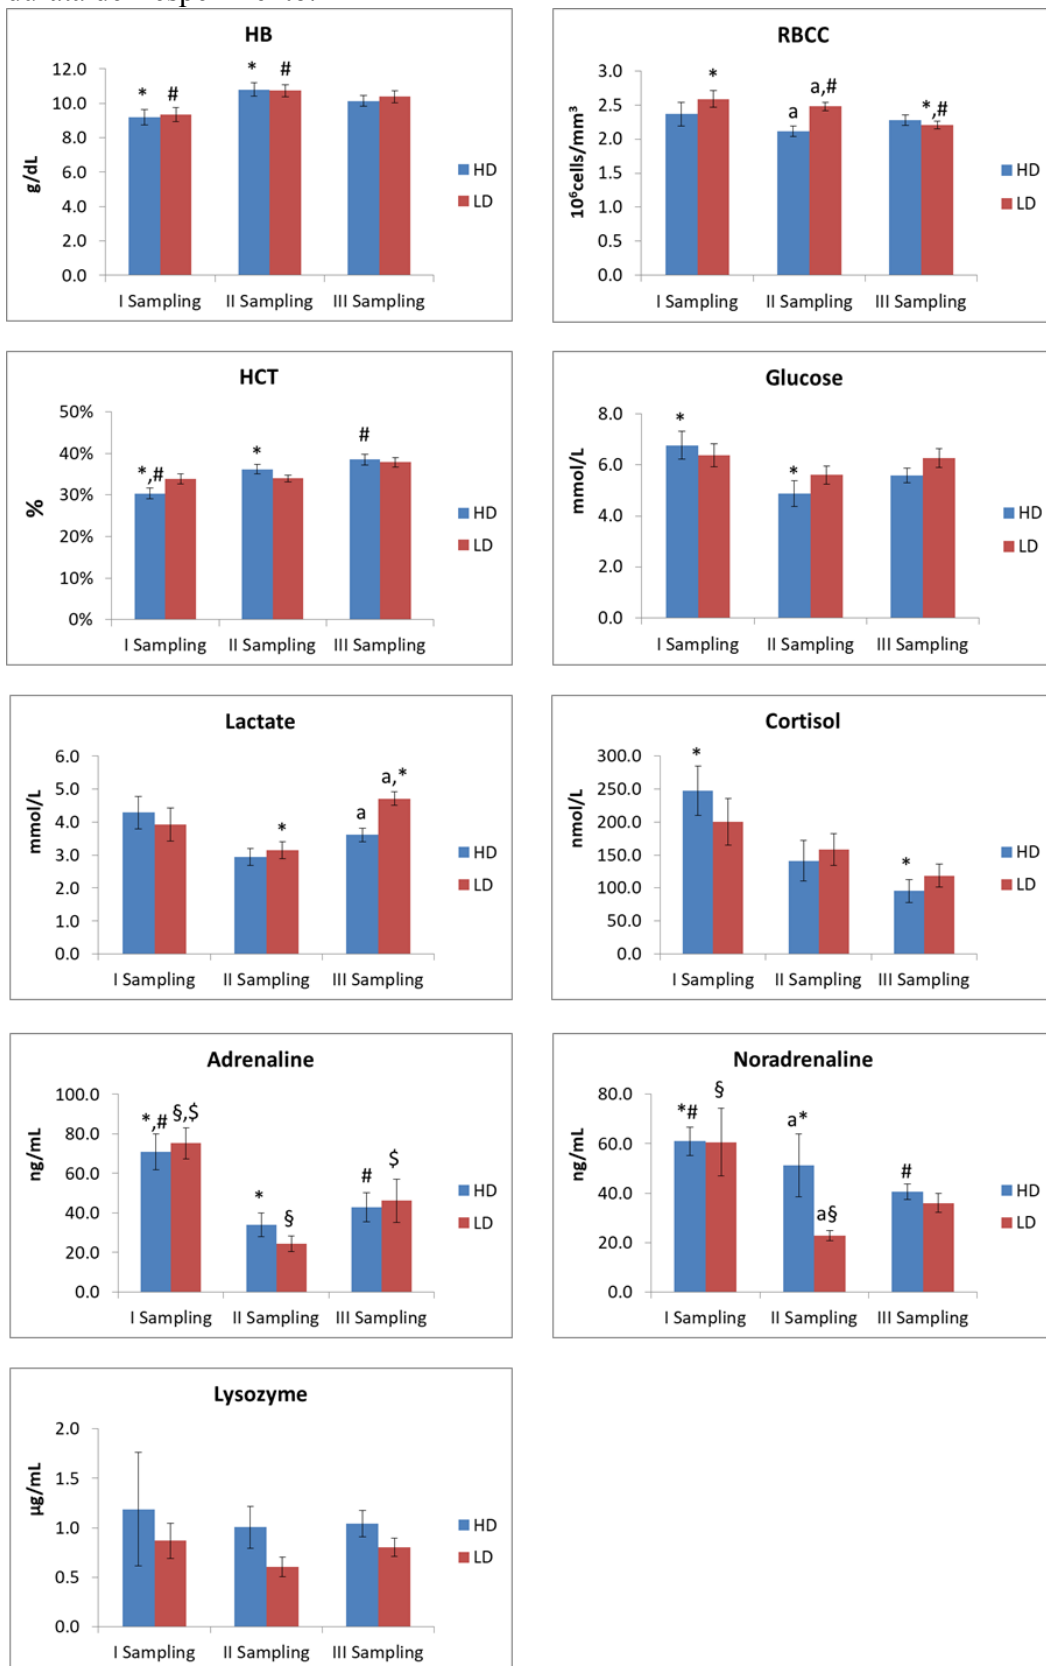 HB
12.0
10.0
8.0
6.0
4.0
2.0
0.0
g/dL
* # * #
I Sampling II Sampling III Sampling
HD
LD
RBCC
3.0
2.5
2.0
1.5
1.0
0.5
0.0
10⁶cells/mm³
* a a,# *,#
I Sampling II Sampling III Sampling
HD
LD
HCT
50%
40%
30%
20%
10%
0%
%
*,# * #
I Sampling II Sampling III Sampling
HD
LD
Glucose
8.0
6.0
4.0
2.0
0.0
mmol/L
* *
I Sampling II Sampling III Sampling
HD
LD
Lactate
6.0
5.0
4.0
3.0
2.0
1.0
0.0
mmol/L
* a a,*
I Sampling II Sampling III Sampling
HD
LD
Cortisol
300.0
250.0
200.0
150.0
100.0
50.0
0.0
nmol/L
* *
I Sampling II Sampling III Sampling
HD
LD
Adrenaline
100.0
80.0
60.0
40.0
20.0
0.0
ng/mL
*,# §,$ * § # $
I Sampling II Sampling III Sampling
HD
LD
Noradrenaline
80.0
60.0
40.0
20.0
0.0
ng/mL
*# § a* a§ #
I Sampling II Sampling III Sampling
HD
LD
Lysozyme
2.0
1.5
1.0
0.5
0.0
µg/mL
I Sampling II Sampling III Sampling
HD
LD